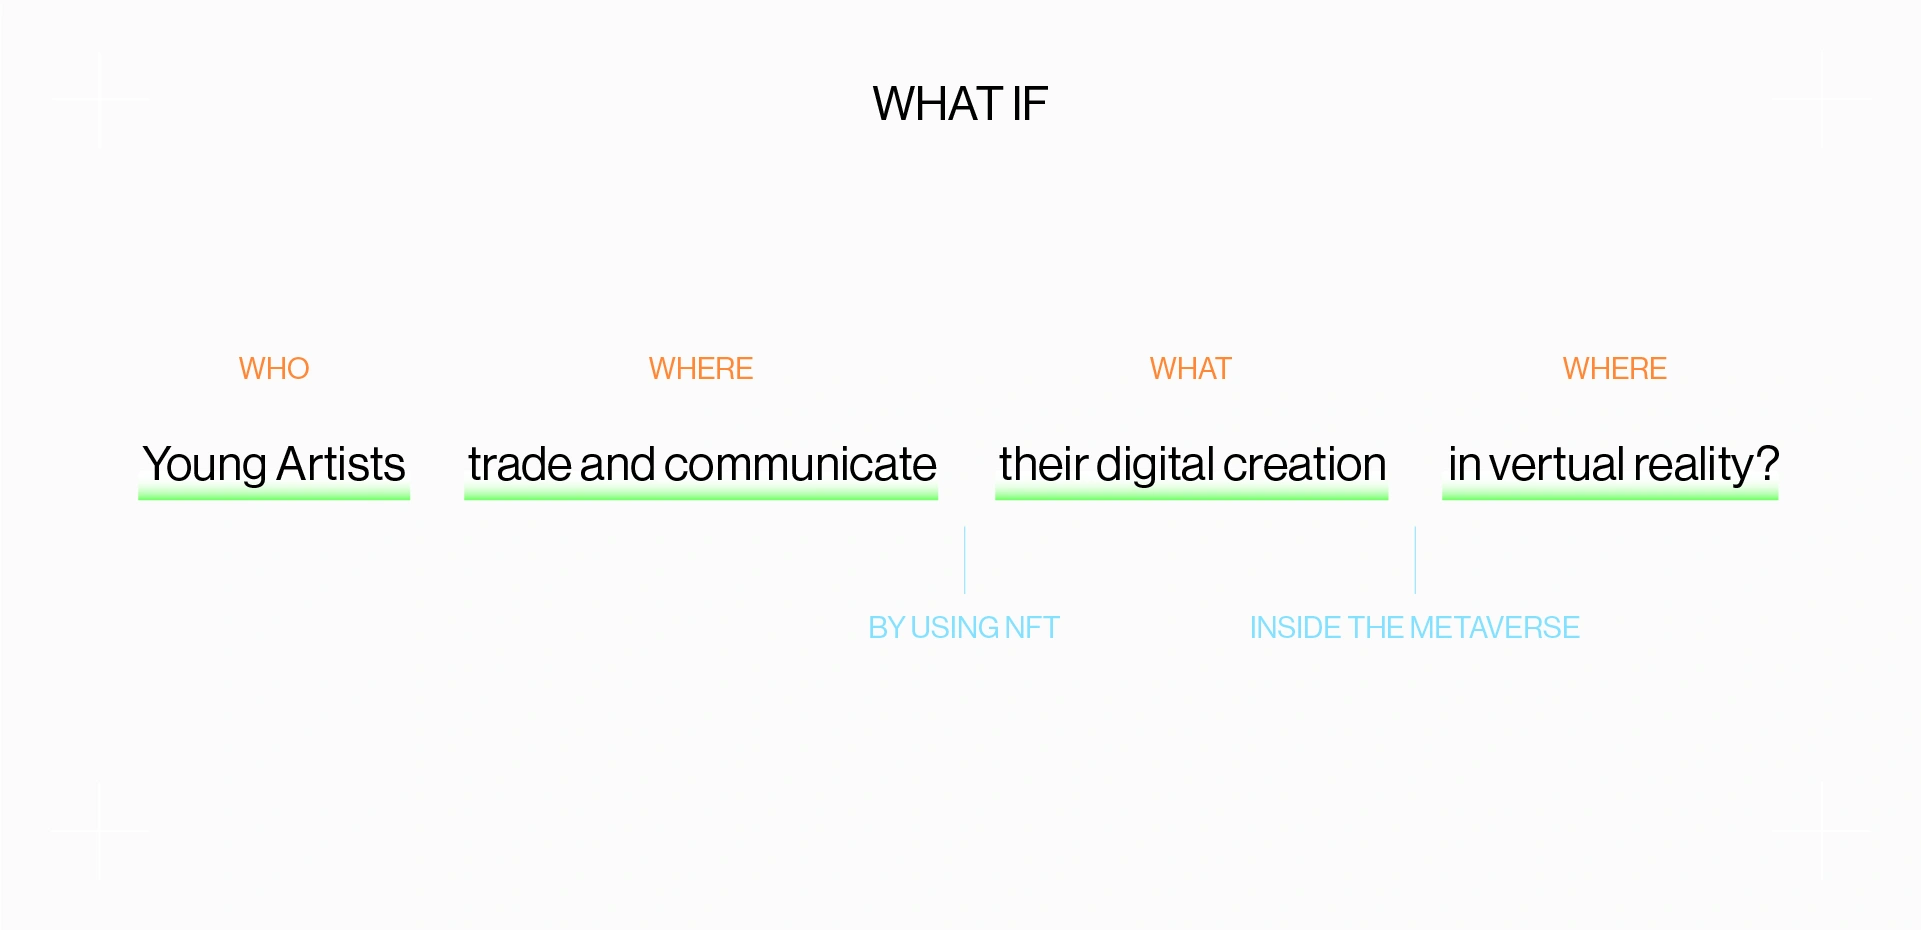 WHAT IF
WHO WHERE WHAT WHERE
Young Artists trade and communicate their digital creation in vertual reality?
BY USING NFT INSIDE THE METAVERSE